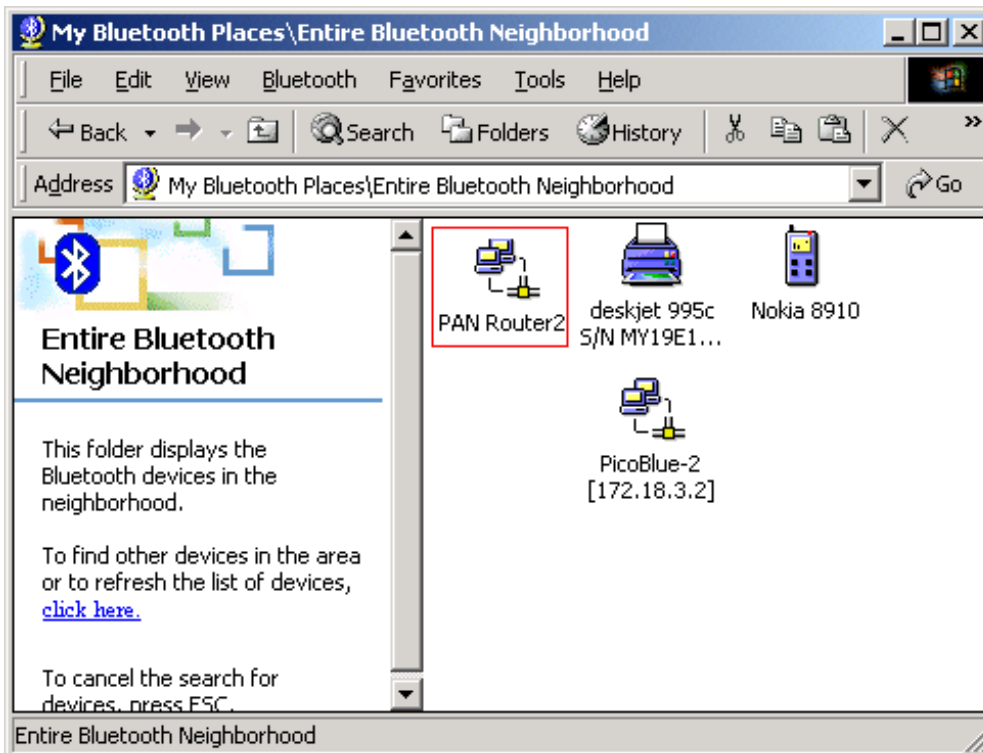 My Bluetooth Places\Entire Bluetooth Neighborhood
File Edit View Bluetooth Favorites Tools Help
Back Search Folders History »
Address My Bluetooth Places\Entire Bluetooth Neighborhood Go
Entire Bluetooth
Neighborhood
This folder displays the
Bluetooth devices in the
neighborhood.
To find other devices in the area
or to refresh the list of devices,
click here.
To cancel the search for
devices, press ESC.
PAN Router2
deskjet 995c
S/N MY19E1...
Nokia 8910
PicoBlue-2
[172.18.3.2]
Entire Bluetooth Neighborhood